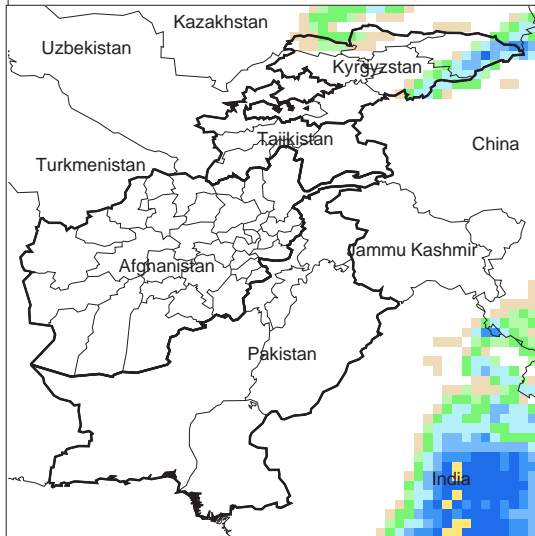 Kazakhstan
Uzbekistan
Kyrgyzstan
Tajikistan
China
Turkmenistan
Jammu Kashmir
Afghanistan
Pakistan
India